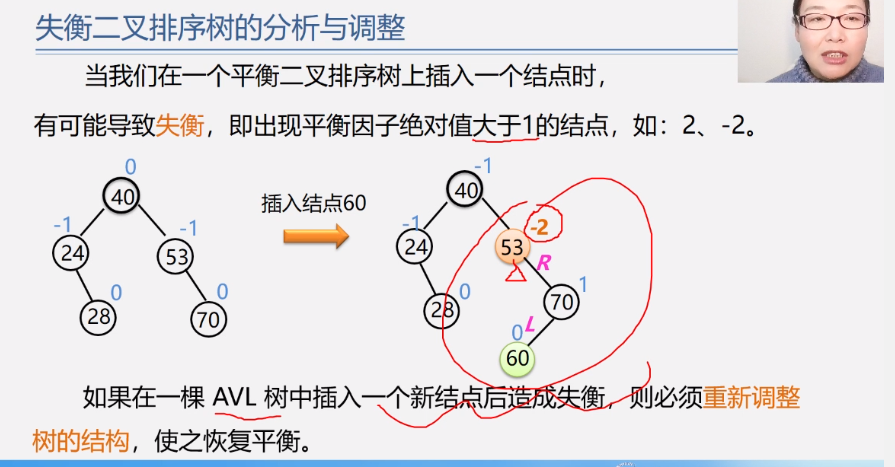 失衡二叉排序树的分析与调整
当我们在一个平衡二叉排序树上插入一个结点时，
有可能导致失衡，即出现平衡因子绝对值大于1的结点，如：2、-2。
0
40
-1
24
-1
53
0
28
0
70
插入结点60
-1
40
-1
24
-2
53
R
0
28
1
70
0
L
60
如果在一棵 AVL 树中插入一个新结点后造成失衡，则必须重新调整
树的结构，使之恢复平衡。